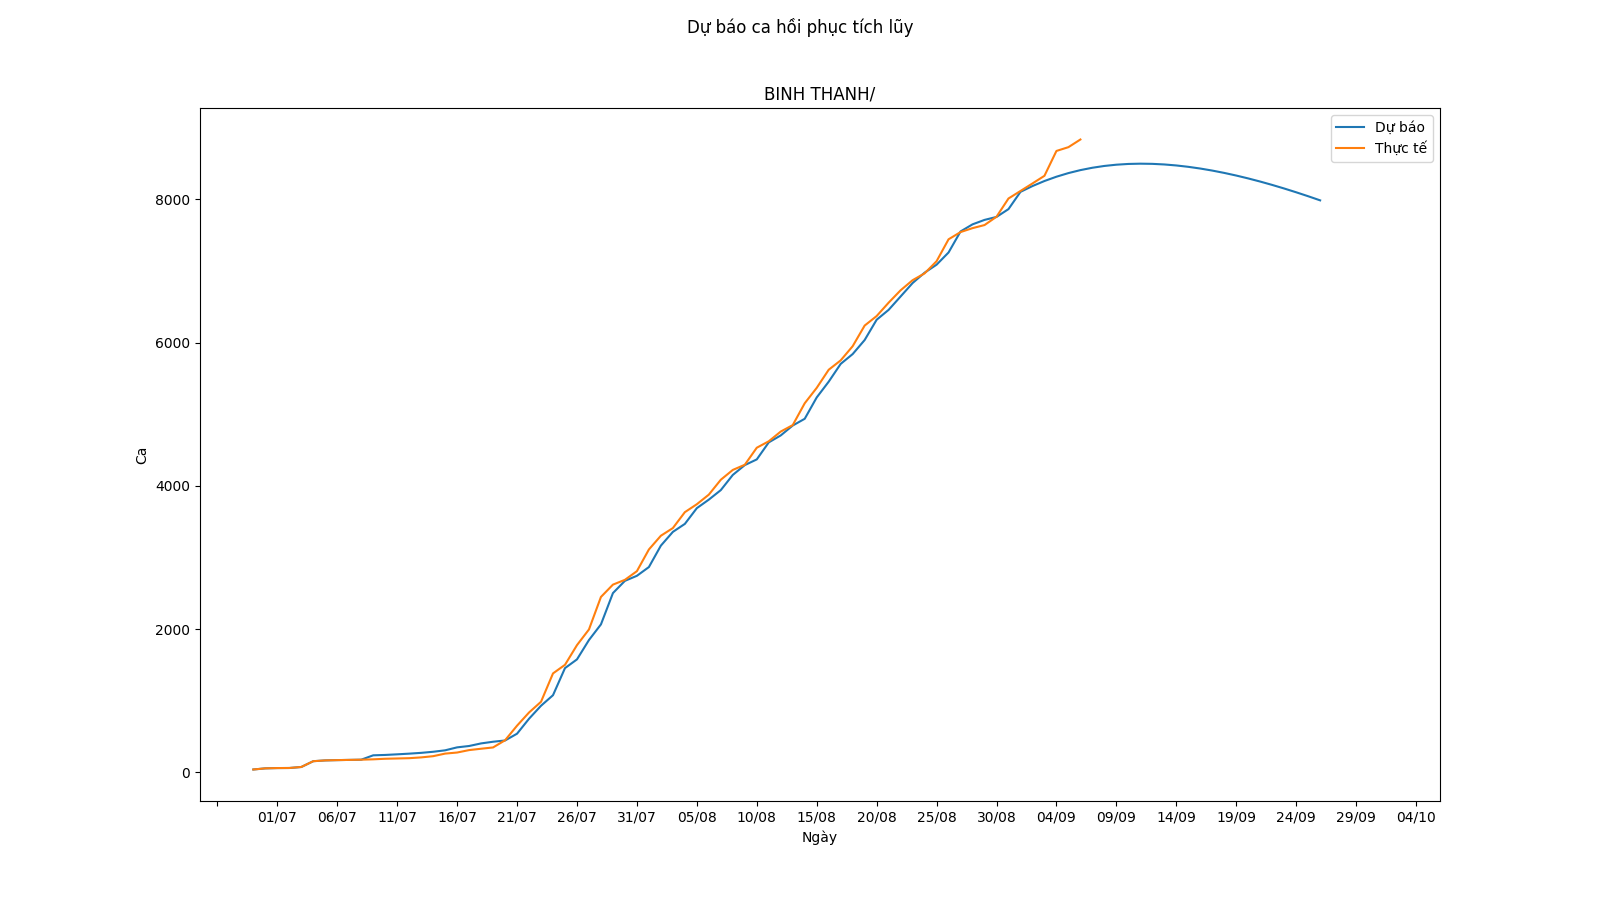 Dự báo ca hồi phục tích lũy
BINH THANH/
Dự báo
Thực tế
8000
6000
4000
2000
0
Ca
01/07 06/07 11/07 16/07 21/07 26/07 31/07 05/08 10/08 15/08 20/08 25/08 30/08 04/09 09/09 14/09 19/09 24/09 29/09 04/10
Ngày